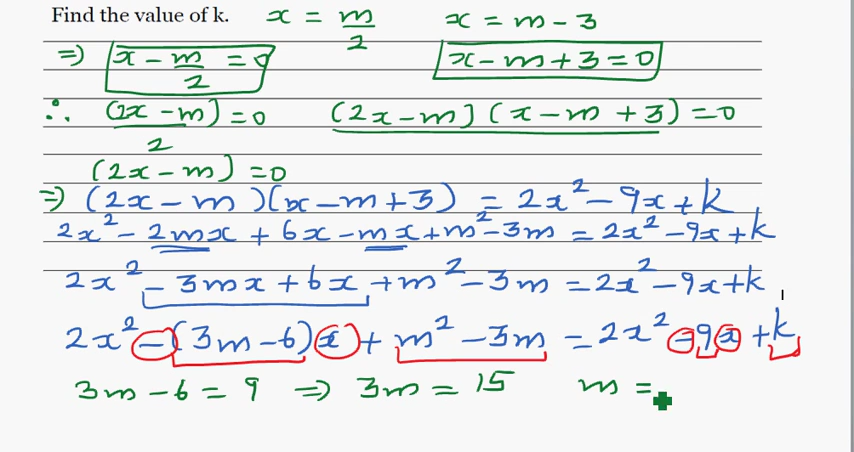 Find the value of k. x = m/2 x = m - 3
⇒ x - m/2 = 0 x - m + 3 = 0
∴ (2x - m)/2 = 0 (2x - m)(x - m + 3) = 0
(2x - m) = 0
⇒ (2x - m)(x - m + 3) = 2x² - 9x + k
2x² - 2mx + 6x - mx + m² - 3m = 2x² - 9x + k
2x² - 3mx + 6x + m² - 3m = 2x² - 9x + k
2x² - (3m - 6)x + m² - 3m = 2x² - 9x + k
3m - 6 = 9 ⇒ 3m = 15 m =